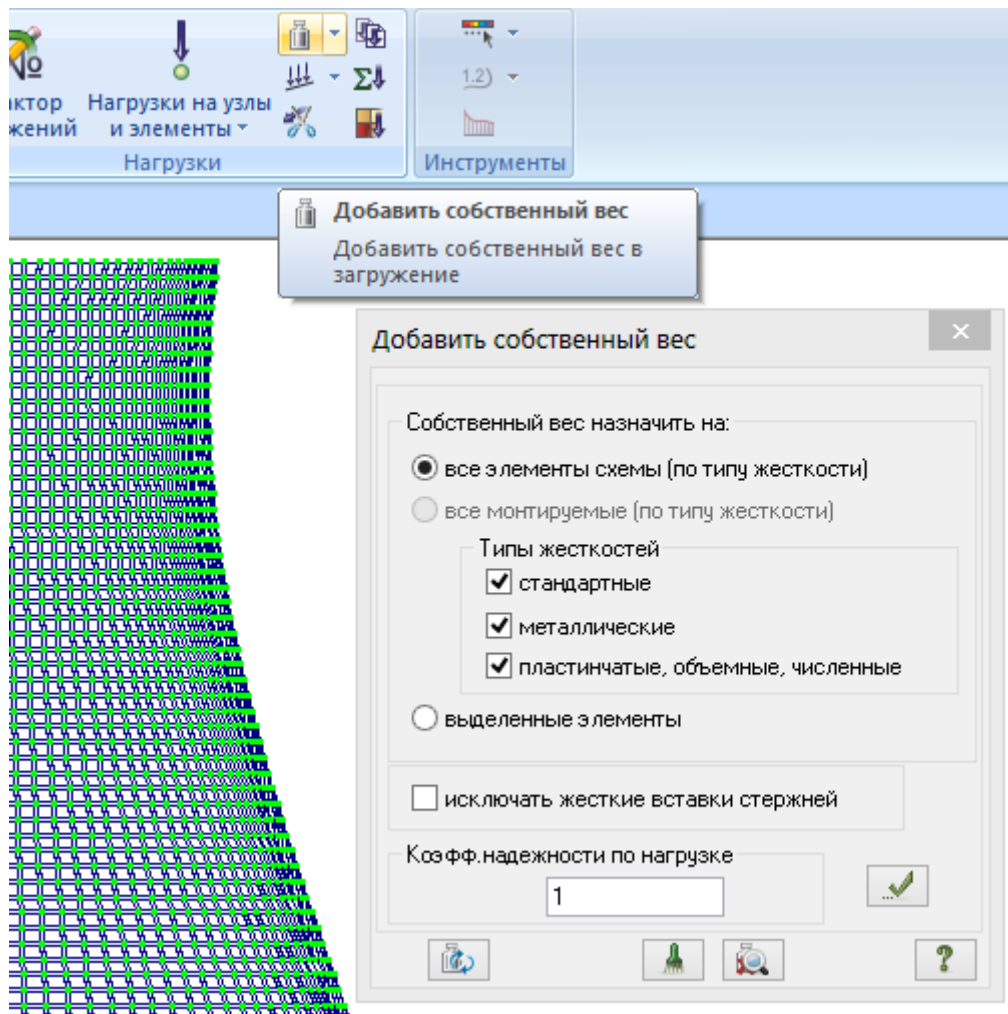 №
1.2)
ктор
Нагрузки на узлы
жений
и элементы
Нагрузки
Инструменты
Добавить собственный вес
Добавить собственный вес в
загружение
Добавить собственный вес
Собственный вес назначить на:
все элементы схемы (по типу жесткости)
все монтируемые (по типу жесткости)
Типы жесткостей
стандартные
металлические
пластинчатые, объемные, численные
выделенные элементы
исключать жесткие вставки стержней
Коэфф.надежности по нагрузке
1